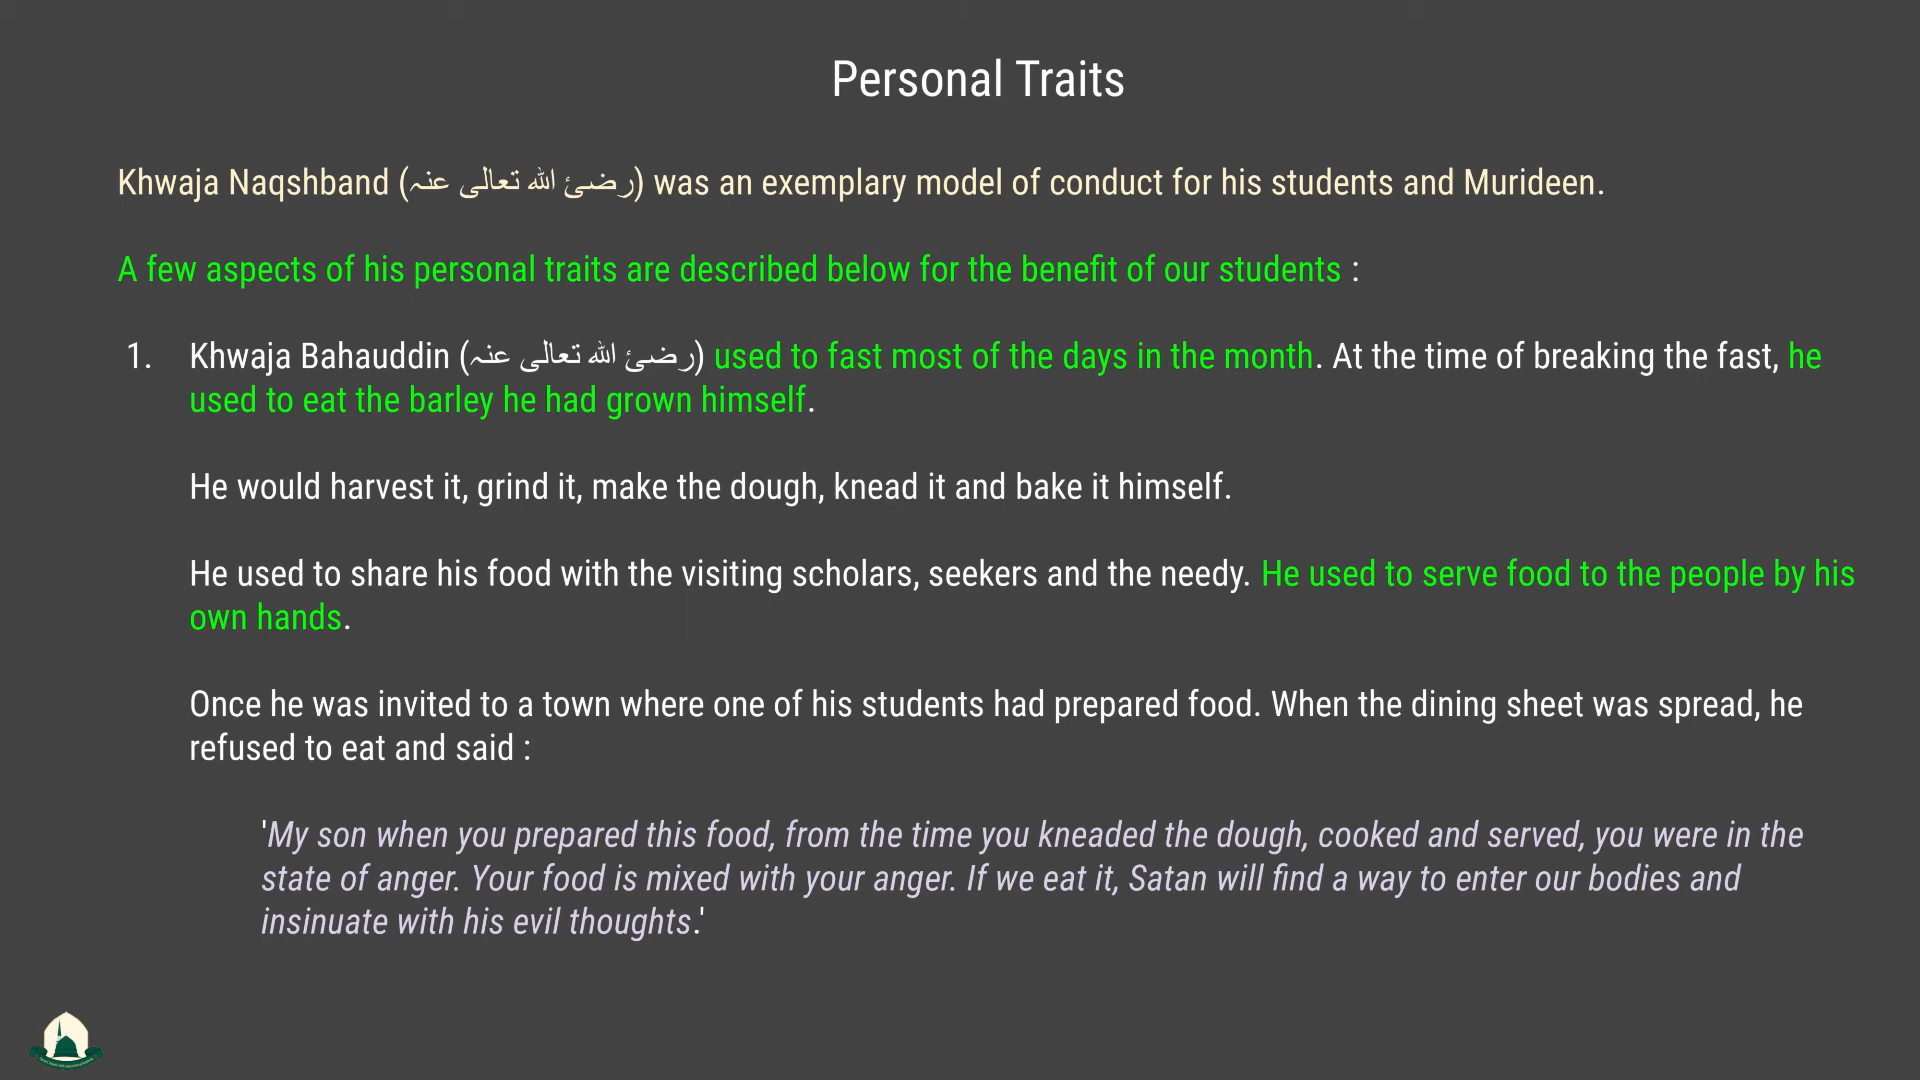 Personal Traits
Khwaja Naqshband (رضئ الله تعالى عنہ) was an exemplary model of conduct for his students and Murideen.
A few aspects of his personal traits are described below for the benefit of our students :
1. Khwaja Bahauddin (رضئ الله تعالى عنہ) used to fast most of the days in the month. At the time of breaking the fast, he
used to eat the barley he had grown himself.
He would harvest it, grind it, make the dough, knead it and bake it himself.
He used to share his food with the visiting scholars, seekers and the needy. He used to serve food to the people by his
own hands.
Once he was invited to a town where one of his students had prepared food. When the dining sheet was spread, he
refused to eat and said :
'My son when you prepared this food, from the time you kneaded the dough, cooked and served, you were in the
state of anger. Your food is mixed with your anger. If we eat it, Satan will find a way to enter our bodies and
insinuate with his evil thoughts.'